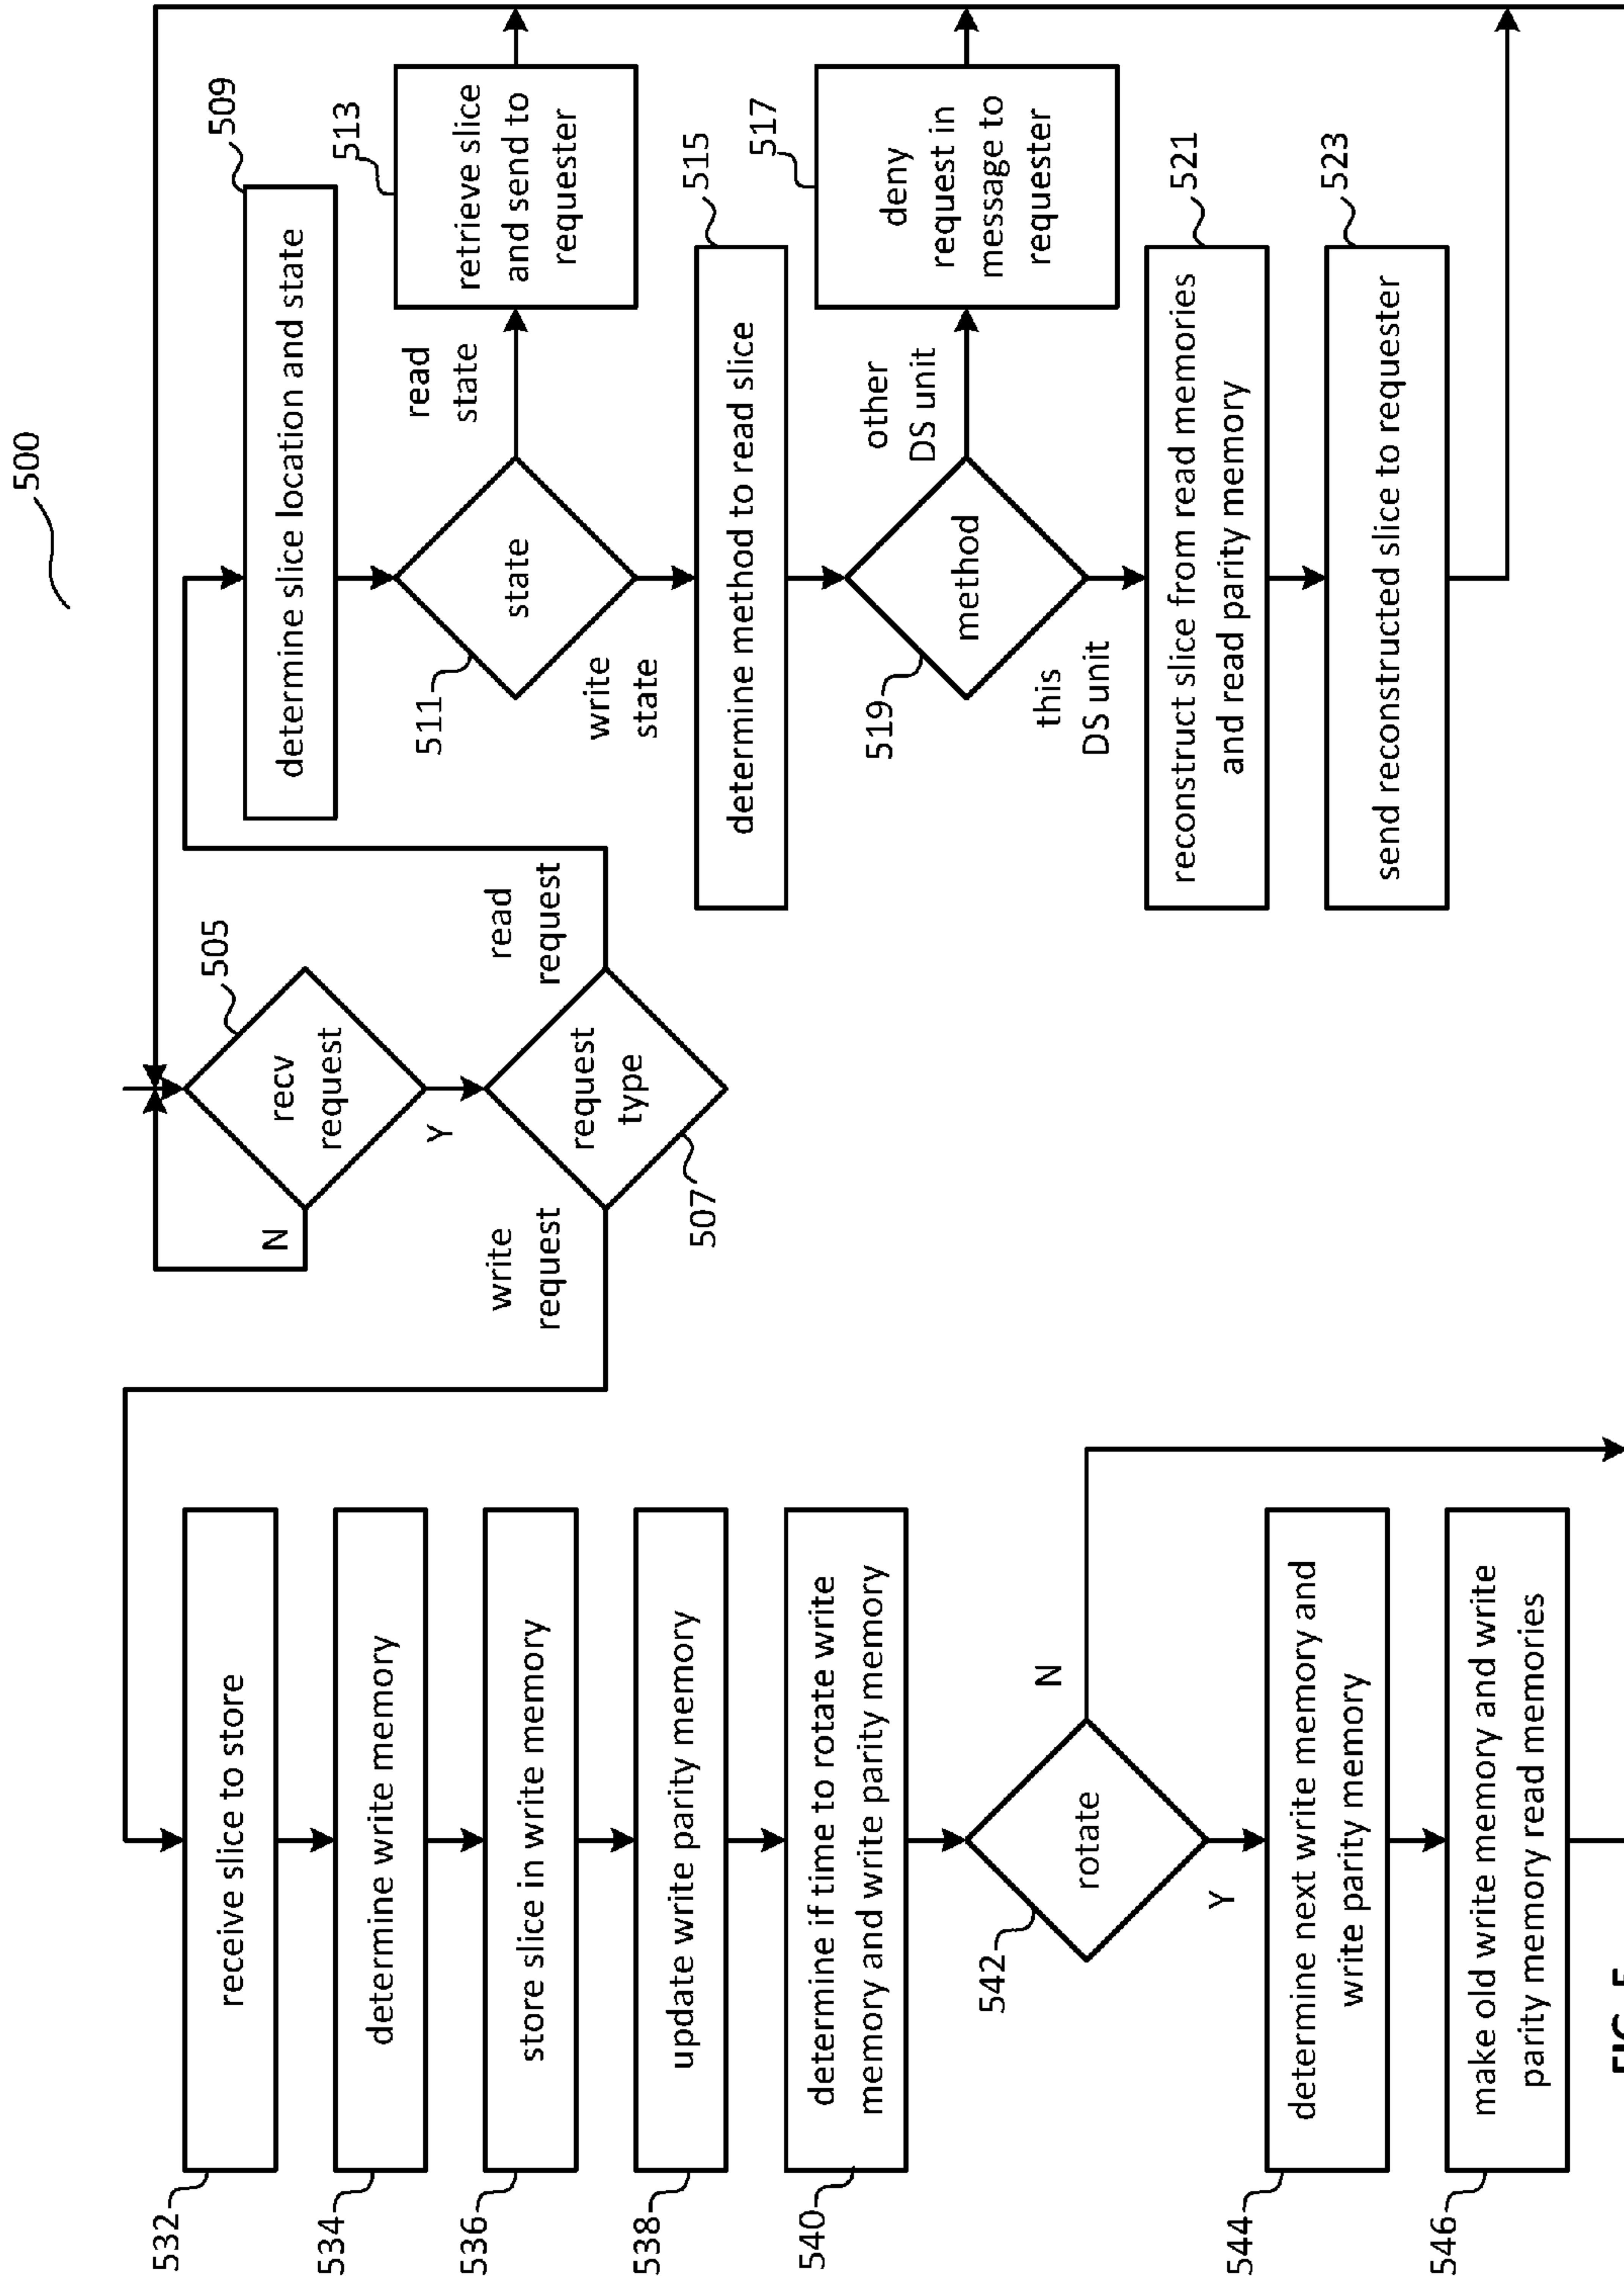 500
505
recv
request
N
Y
507
request
type
write
request
read
request
532
receive slice to store
534
determine write memory
536
store slice in write memory
538
update write parity memory
540
determine if time to rotate write
memory and write parity memory
542
rotate
N
Y
544
determine next write memory and
write parity memory
546
make old write memory and write
parity memory read memories
509
determine slice location and state
511
state
read
state
write
state
513
retrieve slice
and send to
requester
515
determine method to read slice
519
method
other
DS unit
this
DS unit
517
deny
request in
message to
requester
521
reconstruct slice from read memories
and read parity memory
523
send reconstructed slice to requester